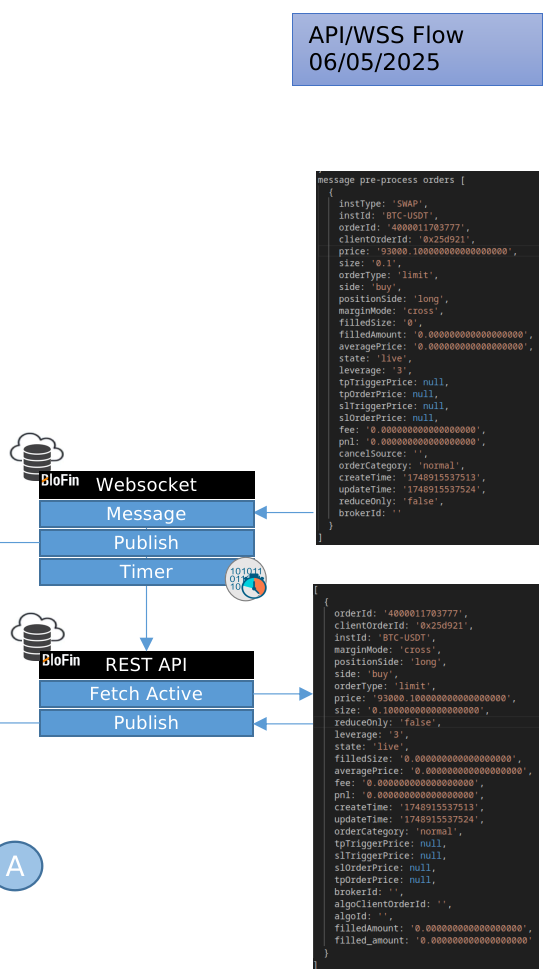 API/WSS Flow
06/05/2025
message pre-process orders [
{
instType: 'SWAP',
instId: 'BTC-USDT',
orderId: '4000011703777',
clientOrderId: '0x25d921',
price: '93000.100000000000000000',
size: '0.1',
orderType: 'limit',
side: 'buy',
positionSide: 'long',
marginMode: 'cross',
filledSize: '0',
filledAmount: '0.000000000000000000',
averagePrice: '0.000000000000000000',
state: 'live',
leverage: '3',
tpTriggerPrice: null,
tpOrderPrice: null,
slTriggerPrice: null,
slOrderPrice: null,
fee: '0.000000000000000000',
pnl: '0.000000000000000000',
cancelSource: '',
orderCategory: 'normal',
createTime: '1748915537513',
updateTime: '1748915537524',
reduceOnly: 'false',
brokerId: ''
}
]
BloFin Websocket
Message
Publish
Timer
101011
BloFin REST API
Fetch Active
Publish
A
[
{
orderId: '4000011703777',
clientOrderId: '0x25d921',
instId: 'BTC-USDT',
marginMode: 'cross',
positionSide: 'long',
side: 'buy',
orderType: 'limit',
price: '93000.100000000000000000',
size: '0.100000000000000000',
reduceOnly: 'false',
leverage: '3',
state: 'live',
filledSize: '0.000000000000000000',
averagePrice: '0.000000000000000000',
fee: '0.000000000000000000',
pnl: '0.000000000000000000',
createTime: '1748915537513',
updateTime: '1748915537524',
orderCategory: 'normal',
tpTriggerPrice: null,
slTriggerPrice: null,
slOrderPrice: null,
tpOrderPrice: null,
brokerId: '',
algoClientOrderId: '',
algoId: '',
filledAmount: '0.000000000000000000',
filled_amount: '0.000000000000000000'
}
]